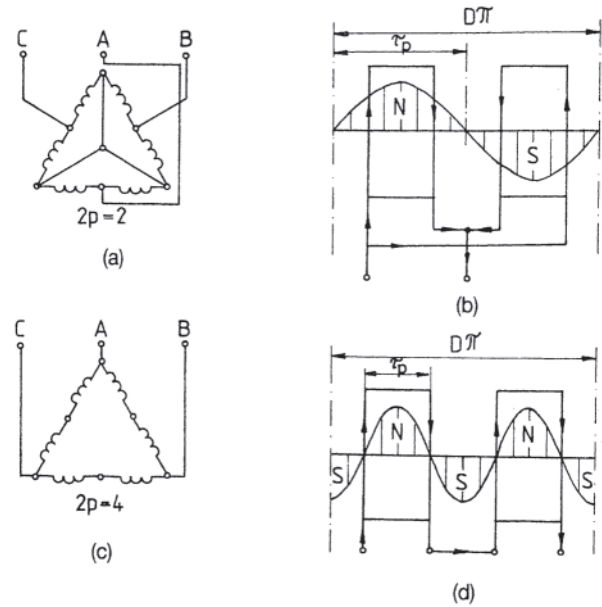 C A B
2p = 2
(a)
Dπ
τp
N
S
(b)
C A B
2p=4
(c)
Dπ
τp
N N
S S S
(d)